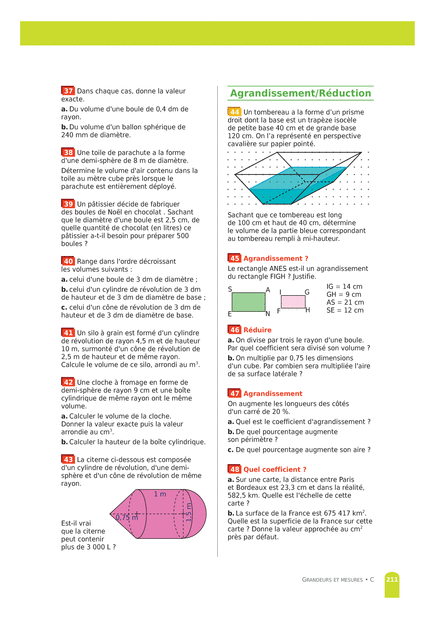 37 Dans chaque cas, donne la valeur
exacte.
a. Du volume d'une boule de 0,4 dm de
rayon.
b. Du volume d'un ballon sphérique de
240 mm de diamètre.
38 Une toile de parachute a la forme
d'une demi-sphère de 8 m de diamètre.
Détermine le volume d'air contenu dans la
toile au mètre cube près lorsque le
parachute est entièrement déployé.
39 Un pâtissier décide de fabriquer
des boules de Noël en chocolat . Sachant
que le diamètre d'une boule est 2,5 cm, de
quelle quantité de chocolat (en litres) ce
pâtissier a-t-il besoin pour préparer 500
boules ?
40 Range dans l'ordre décroissant
les volumes suivants :
a. celui d'une boule de 3 dm de diamètre ;
b. celui d'un cylindre de révolution de 3 dm
de hauteur et de 3 dm de diamètre de base ;
c. celui d'un cône de révolution de 3 dm de
hauteur et de 3 dm de diamètre de base.
41 Un silo à grain est formé d'un cylindre
de révolution de rayon 4,5 m et de hauteur
10 m, surmonté d'un cône de révolution de
2,5 m de hauteur et de même rayon.
Calcule le volume de ce silo, arrondi au m³.
42 Une cloche à fromage en forme de
demi-sphère de rayon 9 cm et une boîte
cylindrique de même rayon ont le même
volume.
a. Calculer le volume de la cloche.
Donner la valeur exacte puis la valeur
arrondie au cm³.
b. Calculer la hauteur de la boîte cylindrique.
43 La citerne ci-dessous est composée
d'un cylindre de révolution, d'une demi-
sphère et d'un cône de révolution de même
rayon.
1 m
0,75 m
1,5 m
Est-il vrai
que la citerne
peut contenir
plus de 3 000 L ?
Agrandissement/Réduction
44 Un tombereau a la forme d'un prisme
droit dont la base est un trapèze isocèle
de petite base 40 cm et de grande base
120 cm. On l'a représenté en perspective
cavalière sur papier pointé.
Sachant que ce tombereau est long
de 100 cm et haut de 40 cm, détermine
le volume de la partie bleue correspondant
au tombereau rempli à mi-hauteur.
45 Agrandissement ?
Le rectangle ANES est-il un agrandissement
du rectangle FIGH ? Justifie.
S A I G
E N F H
IG = 14 cm
GH = 9 cm
AS = 21 cm
SE = 12 cm
46 Réduire
a. On divise par trois le rayon d'une boule.
Par quel coefficient sera divisé son volume ?
b. On multiplie par 0,75 les dimensions
d'un cube. Par combien sera multipliée l'aire
de sa surface latérale ?
47 Agrandissement
On augmente les longueurs des côtés
d'un carré de 20 %.
a. Quel est le coefficient d'agrandissement ?
b. De quel pourcentage augmente
son périmètre ?
c. De quel pourcentage augmente son aire ?
48 Quel coefficient ?
a. Sur une carte, la distance entre Paris
et Bordeaux est 23,3 cm et dans la réalité,
582,5 km. Quelle est l'échelle de cette
carte ?
b. La surface de la France est 675 417 km².
Quelle est la superficie de la France sur cette
carte ? Donne la valeur approchée au cm²
près par défaut.
GRANDEURS ET MESURES • C 211